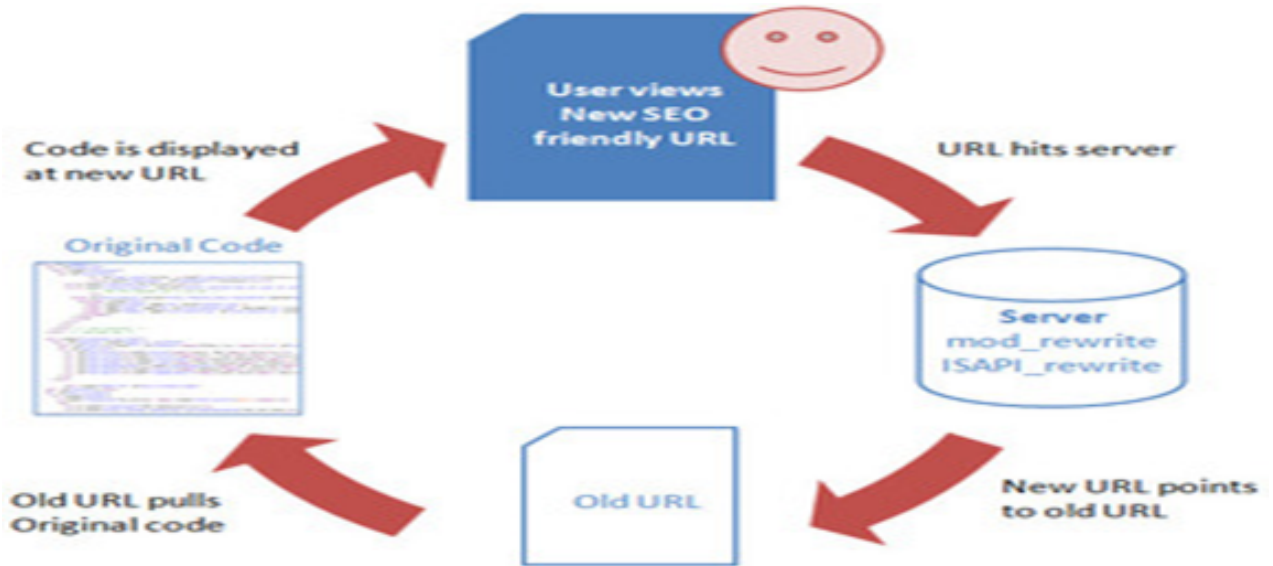 User views
New SEO
friendly URL
URL hits server
Server
mod_rewrite
ISAPI_rewrite
New URL points
to old URL
Old URL
Old URL pulls
Original code
Original Code
Code is displayed
at new URL